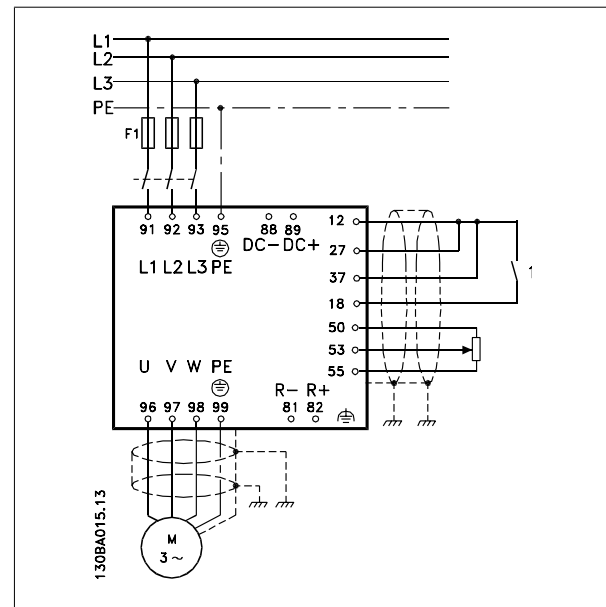 L1
L2
L3
PE
F1
91 92 93 95 88 89
DC- DC+
L1 L2 L3 PE
12
27
37
18
1
50
53
55
U V W PE
R- R+
96 97 98 99 81 82
M
3 ~
130BA015.13